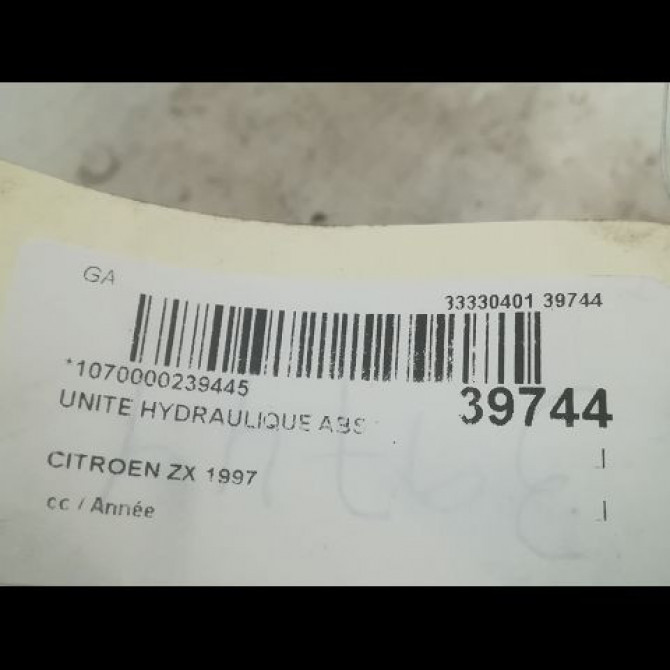 GA
33330401 39744
*1070000239445
39744
UNITE HYDRAULIQUE ABS
CITROEN ZX 1997
cc / Année